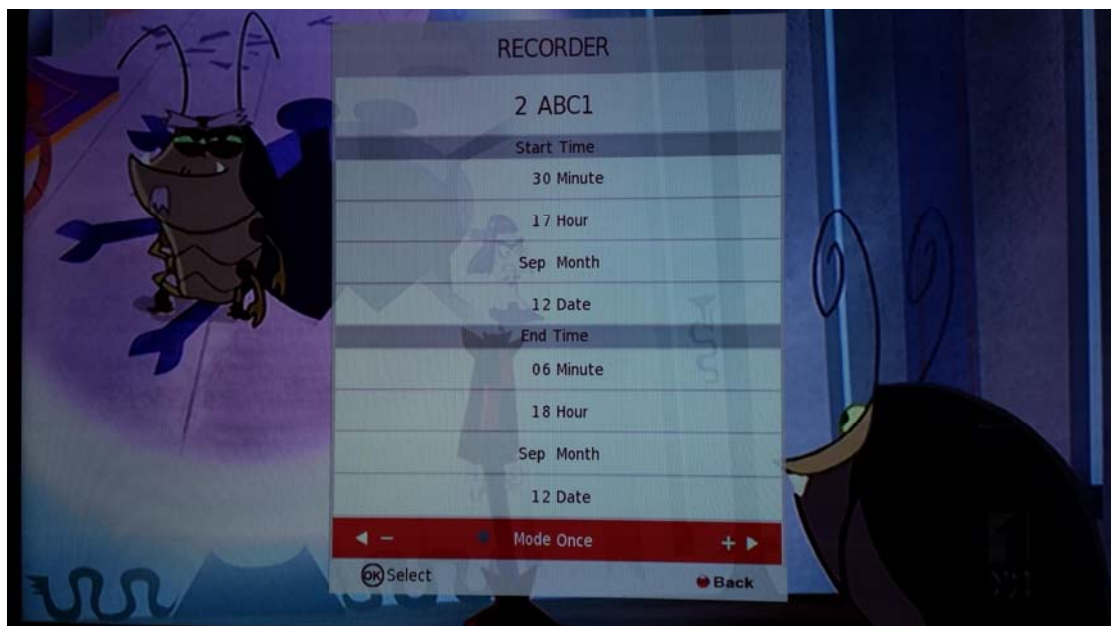 RECORDER
2 ABC1
Start Time
30 Minute
17 Hour
Sep Month
12 Date
End Time
06 Minute
18 Hour
Sep Month
12 Date
Mode Once
OK Select
Back